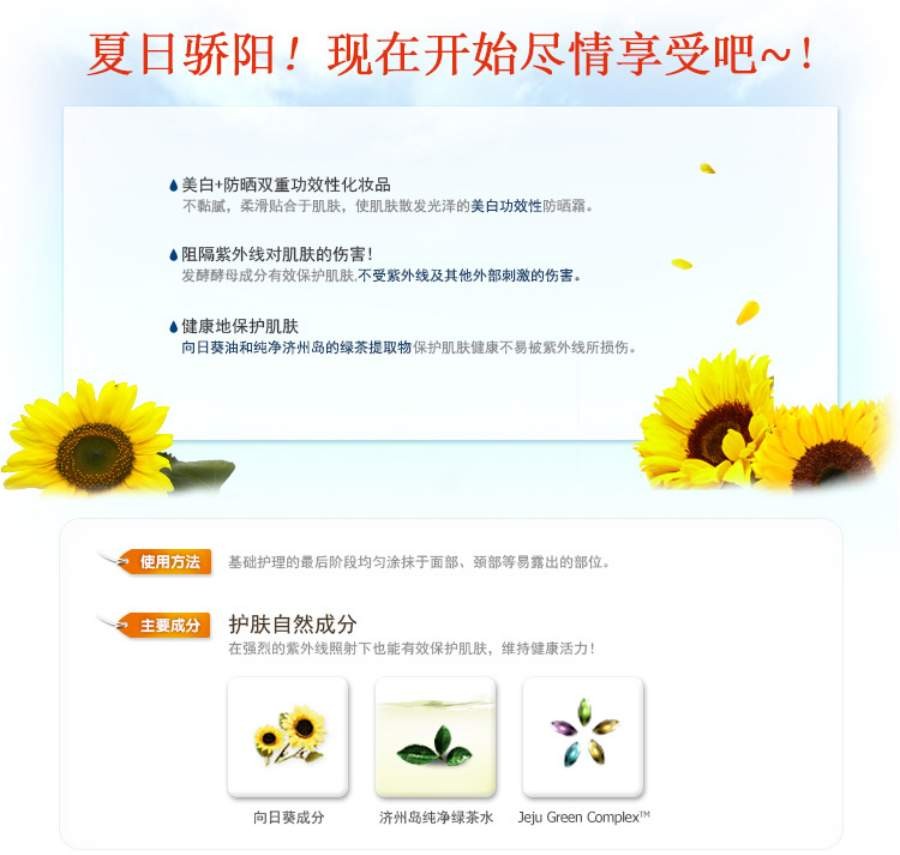 夏日骄阳！现在开始尽情享受吧~！
美白+防晒双重功效性化妆品
不黏腻，柔滑贴合于肌肤，使肌肤散发光泽的美白功效性防晒霜。
阻隔紫外线对肌肤的伤害！
发酵酵母成分有效保护肌肤,不受紫外线及其他外部刺激的伤害。
健康地保护肌肤
向日葵油和纯净济州岛的绿茶提取物保护肌肤健康不易被紫外线所损伤。
使用方法
基础护理的最后阶段均匀涂抹于面部、颈部等易露出的部位。
主要成分
护肤自然成分
在强烈的紫外线照射下也能有效保护肌肤，维持健康活力！
向日葵成分
济州岛纯净绿茶水
Jeju Green Complex™